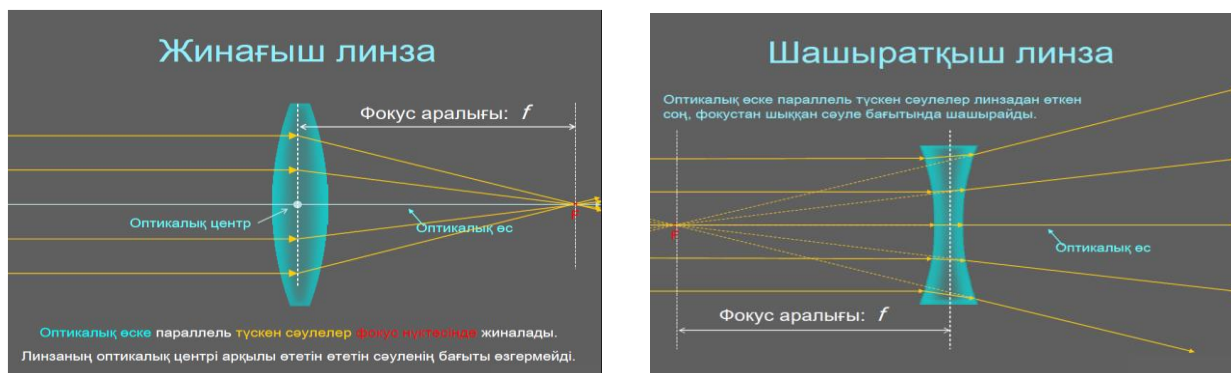 Жинағыш линза
Фокус аралығы: f
Оптикалық центр
F
Оптикалық өс
Оптикалық өске параллель түскен сәулелер фокус нүктесінде жиналады.
Линзаның оптикалық центрі арқылы өтетін өтетін сәуленің бағыты өзгермейді.
Шашыратқыш линза
Оптикалық өске параллель түскен сәулелер линзадан өткен
соң, фокустан шыққан сәуле бағытында шашырайды.
F
Оптикалық өс
Фокус аралығы: f